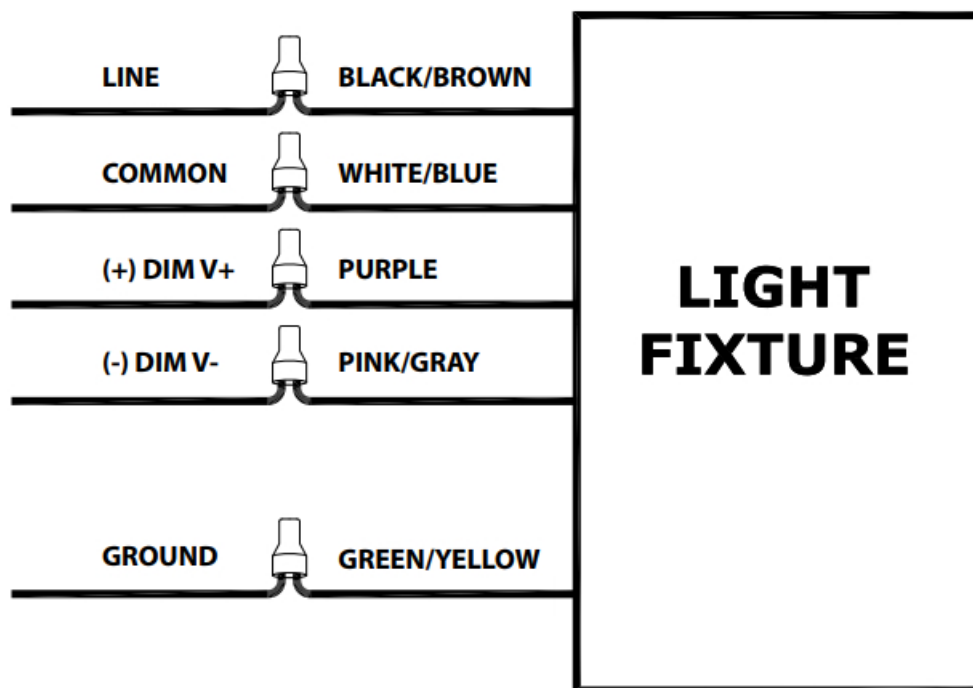 LINE BLACK/BROWN
COMMON WHITE/BLUE
(+) DIM V+ PURPLE
(-) DIM V- PINK/GRAY
GROUND GREEN/YELLOW
LIGHT
FIXTURE